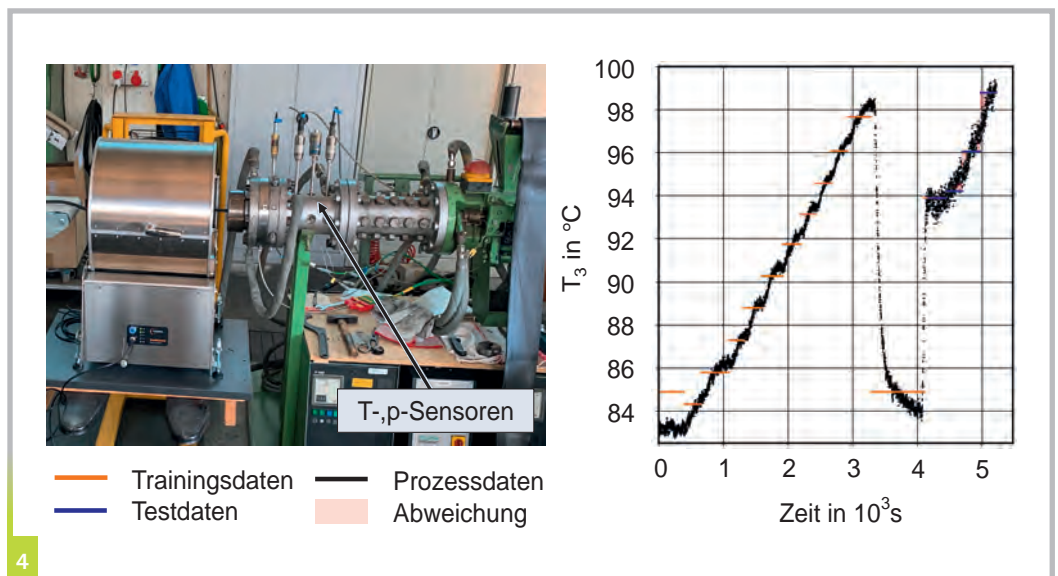 T-,p-Sensoren
Trainingsdaten
Prozessdaten
Testdaten
Abweichung
4
T₃ in °C
100
98
96
94
92
90
88
86
84
0 1 2 3 4 5
Zeit in 10³s